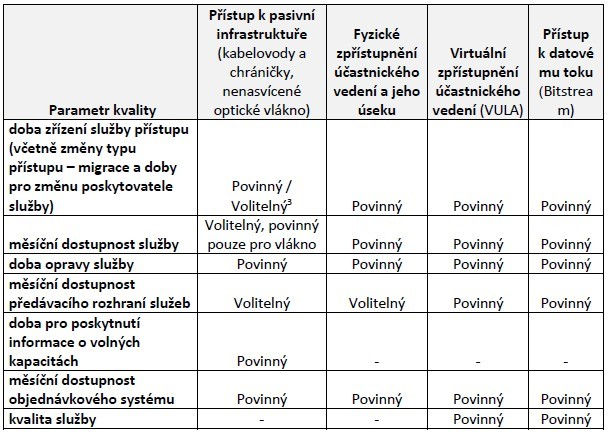 Parametr kvality
Přístup k pasivní
infrastruktuře
(kabelovody a
chráničky,
nenasvícené
optické vlákno)
Fyzické
zpřístupnění
účastnického
vedení a jeho
úseku
Virtuální
zpřístupnění
účastnického
vedení (VULA)
Přístup
k datové
mu toku
(Bitstrea
m)
doba zřízení služby přístupu
(včetně změny typu
přístupu – migrace a doby
pro změnu poskytovatele
služby)
Povinný /
Volitelný³
Povinný
Povinný
Povinný
měsíční dostupnost služby
Volitelný, povinný
pouze pro vlákno
Povinný
Povinný
Povinný
doba opravy služby
Povinný
Povinný
Povinný
Povinný
měsíční dostupnost
předávacího rozhraní služeb
Volitelný
Volitelný
Povinný
Povinný
doba pro poskytnutí
informace o volných
kapacitách
Povinný
-
-
-
měsíční dostupnost
objednávkového systému
Povinný
Povinný
Povinný
Povinný
kvalita služby
-
-
Povinný
Povinný